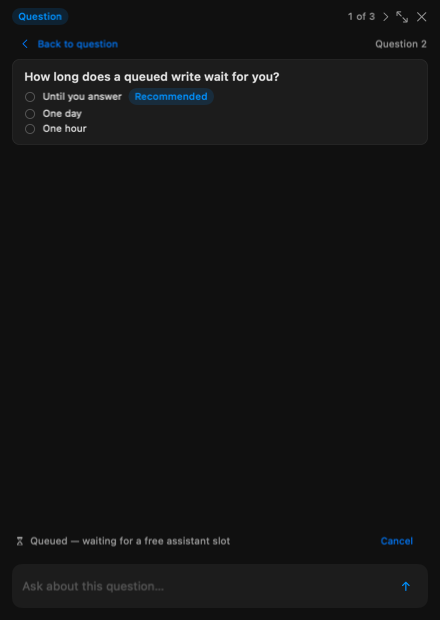 Question
1 of 3
Back to question
Question 2
How long does a queued write wait for you?
Until you answer Recommended
One day
One hour
Queued — waiting for a free assistant slot
Cancel
Ask about this question...